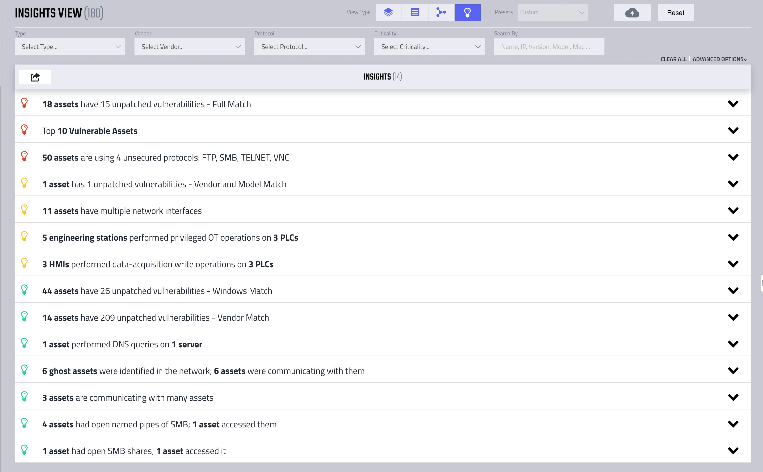 INSIGHTS VIEW (180)
View Type
Presets
Custom
Reset
Type
Vendor
Protocol
Criticality
Search By
Select Type...
Select Vendor...
Select Protocol...
Select Criticality...
Name, IP, Version, Model, Mac, ...
CLEAR ALL | ADVANCED OPTIONS
INSIGHTS (14)
18 assets have 15 unpatched vulnerabilities - Full Match
Top 10 Vulnerable Assets
50 assets are using 4 unsecured protocols: FTP, SMB, TELNET, VNC
1 asset has 1 unpatched vulnerabilities - Vendor and Model Match
11 assets have multiple network interfaces
5 engineering stations performed privileged OT operations on 3 PLCs
3 HMIs performed data-acquisition write operations on 3 PLCs
44 assets have 26 unpatched vulnerabilities - Windows Match
14 assets have 209 unpatched vulnerabilities - Vendor Match
1 asset performed DNS queries on 1 server
6 ghost assets were identified in the network; 6 assets were communicating with them
3 assets are communicating with many assets
4 assets had open named pipes of SMB; 1 asset accessed them
1 asset had open SMB shares, 1 asset accessed it